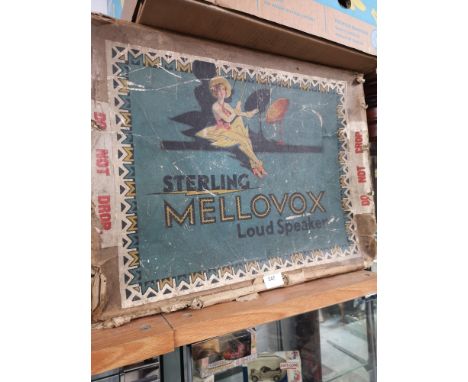 STERLING
MELLOVOX
Loud Speaker
DO
NOT
DROP.
DO NOT DROP